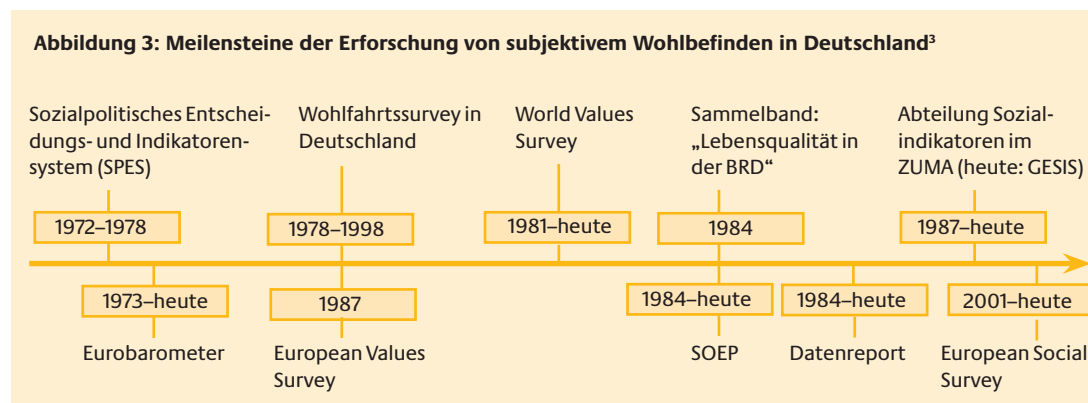 Abbildung 3: Meilensteine der Erforschung von subjektivem Wohlbefinden in Deutschland³
Sozialpolitisches Entschei-
dungs- und Indikatoren-
system (SPES)
1972–1978
Wohlfahrtssurvey in
Deutschland
1978–1998
World Values
Survey
1981–heute
Sammelband:
„Lebensqualität in
der BRD“
1984
Abteilung Sozial-
indikatoren im
ZUMA (heute: GESIS)
1987–heute
1973–heute
Eurobarometer
1987
European Values
Survey
1984–heute
SOEP
1984–heute
Datenreport
2001–heute
European Social
Survey